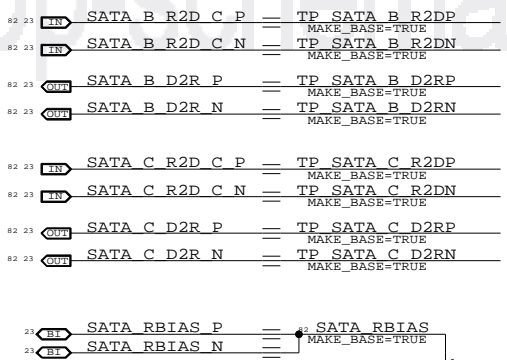 82 23 IN SATA_B_R2D_C_P TP_SATA_B_R2DP
MAKE_BASE=TRUE
82 23 IN SATA_B_R2D_C_N TP_SATA_B_R2DN
MAKE_BASE=TRUE
82 23 OUT SATA_B_D2R_P TP_SATA_B_D2RP
MAKE_BASE=TRUE
82 23 OUT SATA_B_D2R_N TP_SATA_B_D2RN
MAKE_BASE=TRUE
82 23 IN SATA_C_R2D_C_P TP_SATA_C_R2DP
MAKE_BASE=TRUE
82 23 IN SATA_C_R2D_C_N TP_SATA_C_R2DN
MAKE_BASE=TRUE
82 23 OUT SATA_C_D2R_P TP_SATA_C_D2RP
MAKE_BASE=TRUE
82 23 OUT SATA_C_D2R_N TP_SATA_C_D2RN
MAKE_BASE=TRUE
23 BI SATA_RBIAS_P 82 SATA_RBIAS
MAKE_BASE=TRUE
23 BI SATA_RBIAS_N